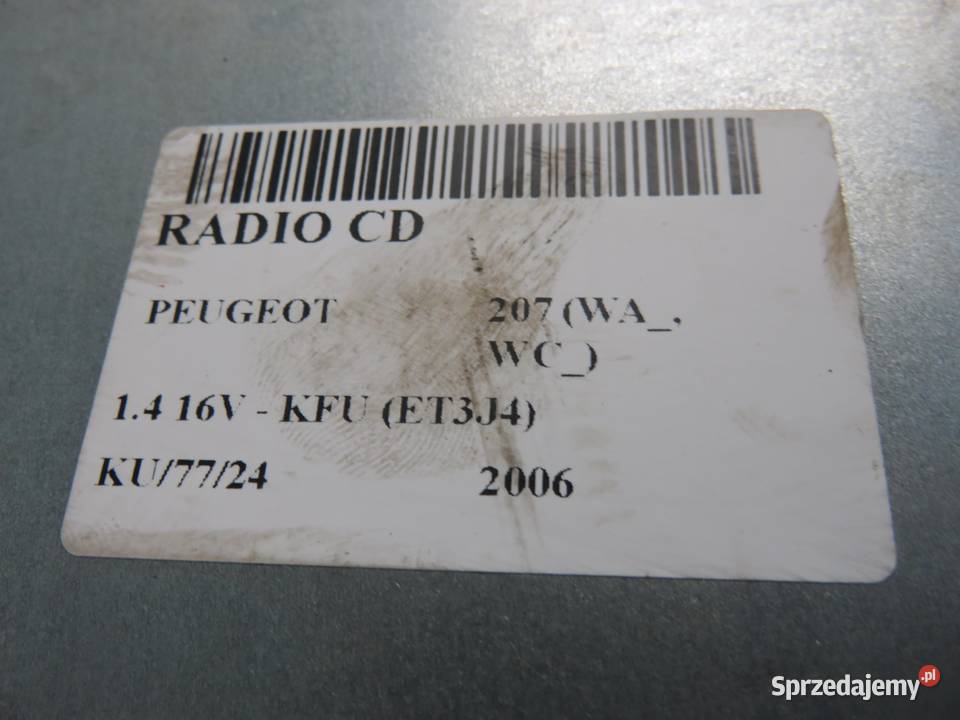 RADIO CD
PEUGEOT 207 (WA_,
WC_)
1.4 16V - KFU (ET3J4)
KU/77/24 2006
Sprzedajemy.pl